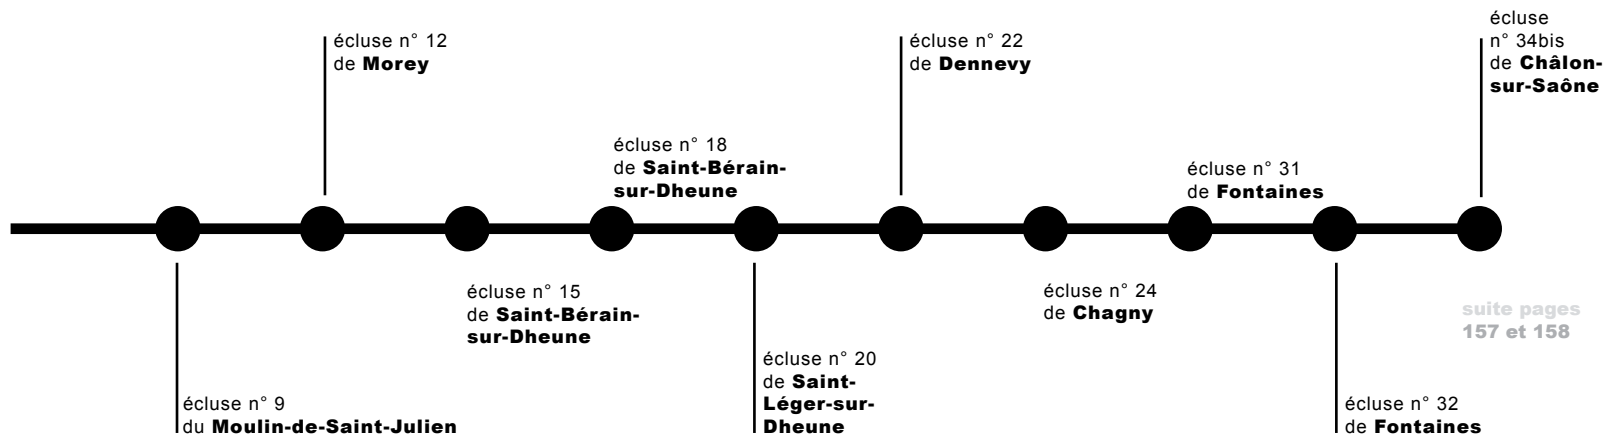 écluse n° 9
du Moulin-de-Saint-Julien
écluse n° 12
de Morey
écluse n° 15
de Saint-Bérain-
sur-Dheune
écluse n° 18
de Saint-Bérain-
sur-Dheune
écluse n° 20
de Saint-
Léger-sur-
Dheune
écluse n° 22
de Dennevy
écluse n° 24
de Chagny
écluse n° 31
de Fontaines
écluse n° 32
de Fontaines
écluse
n° 34bis
de Châlon-
sur-Saône
suite pages
157 et 158